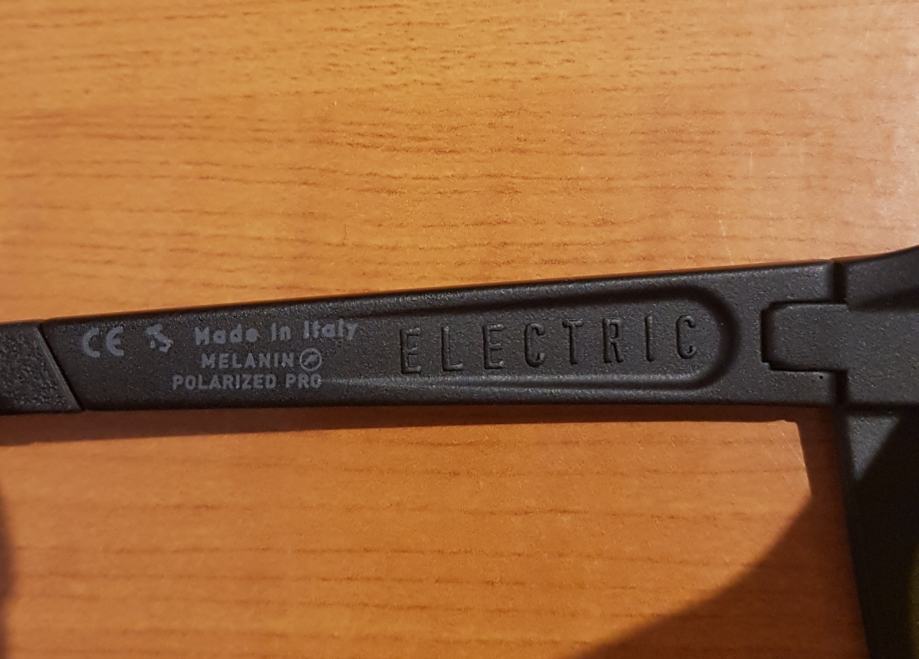 CE Made in Italy
MELANIN
POLARIZED PRO
ELECTRIC